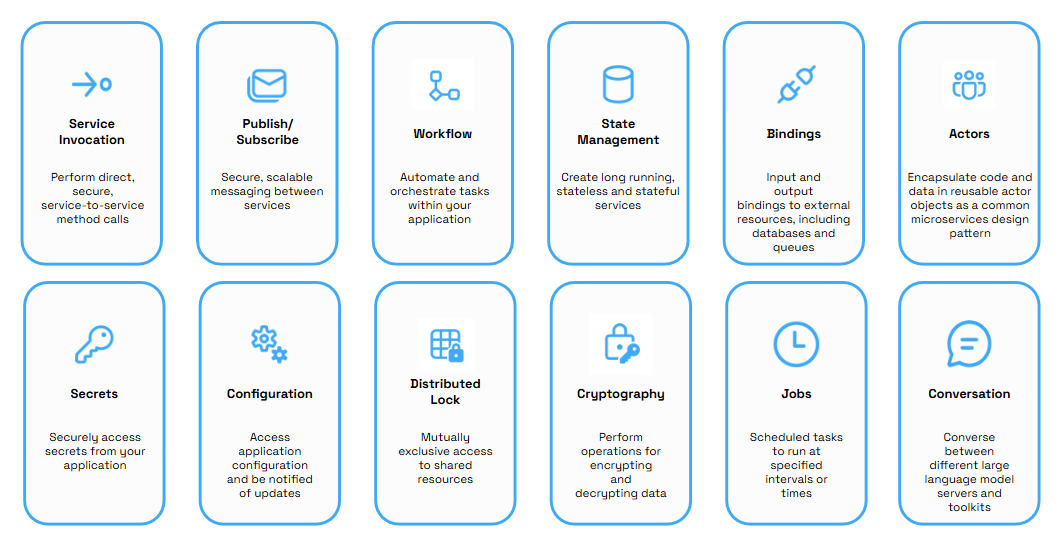 Service
Invocation
Perform direct,
secure,
service-to-service
method calls
Publish/
Subscribe
Secure, scalable
messaging between
services
Workflow
Automate and
orchestrate tasks
within your
application
State
Management
Create long running,
stateless and stateful
services
Bindings
Input and
output
bindings to external
resources, including
databases and
queues
Actors
Encapsulate code and
data in reusable actor
objects as a common
microservices design
pattern
Secrets
Securely access
secrets from your
application
Configuration
Access
application
configuration
and be notified
of updates
Distributed
Lock
Mutually
exclusive access
to shared
resources
Cryptography
Perform
operations for
encrypting
and
decrypting data
Jobs
Scheduled tasks
to run at
specified
intervals or
times
Conversation
Converse
between
different large
language model
servers and
toolkits